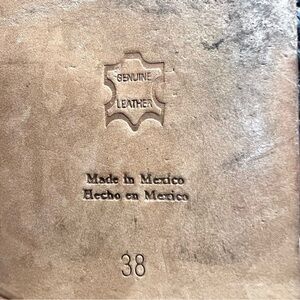 GENUINE
LEATHER
Made in Mexico
Hecho en Mexico
38